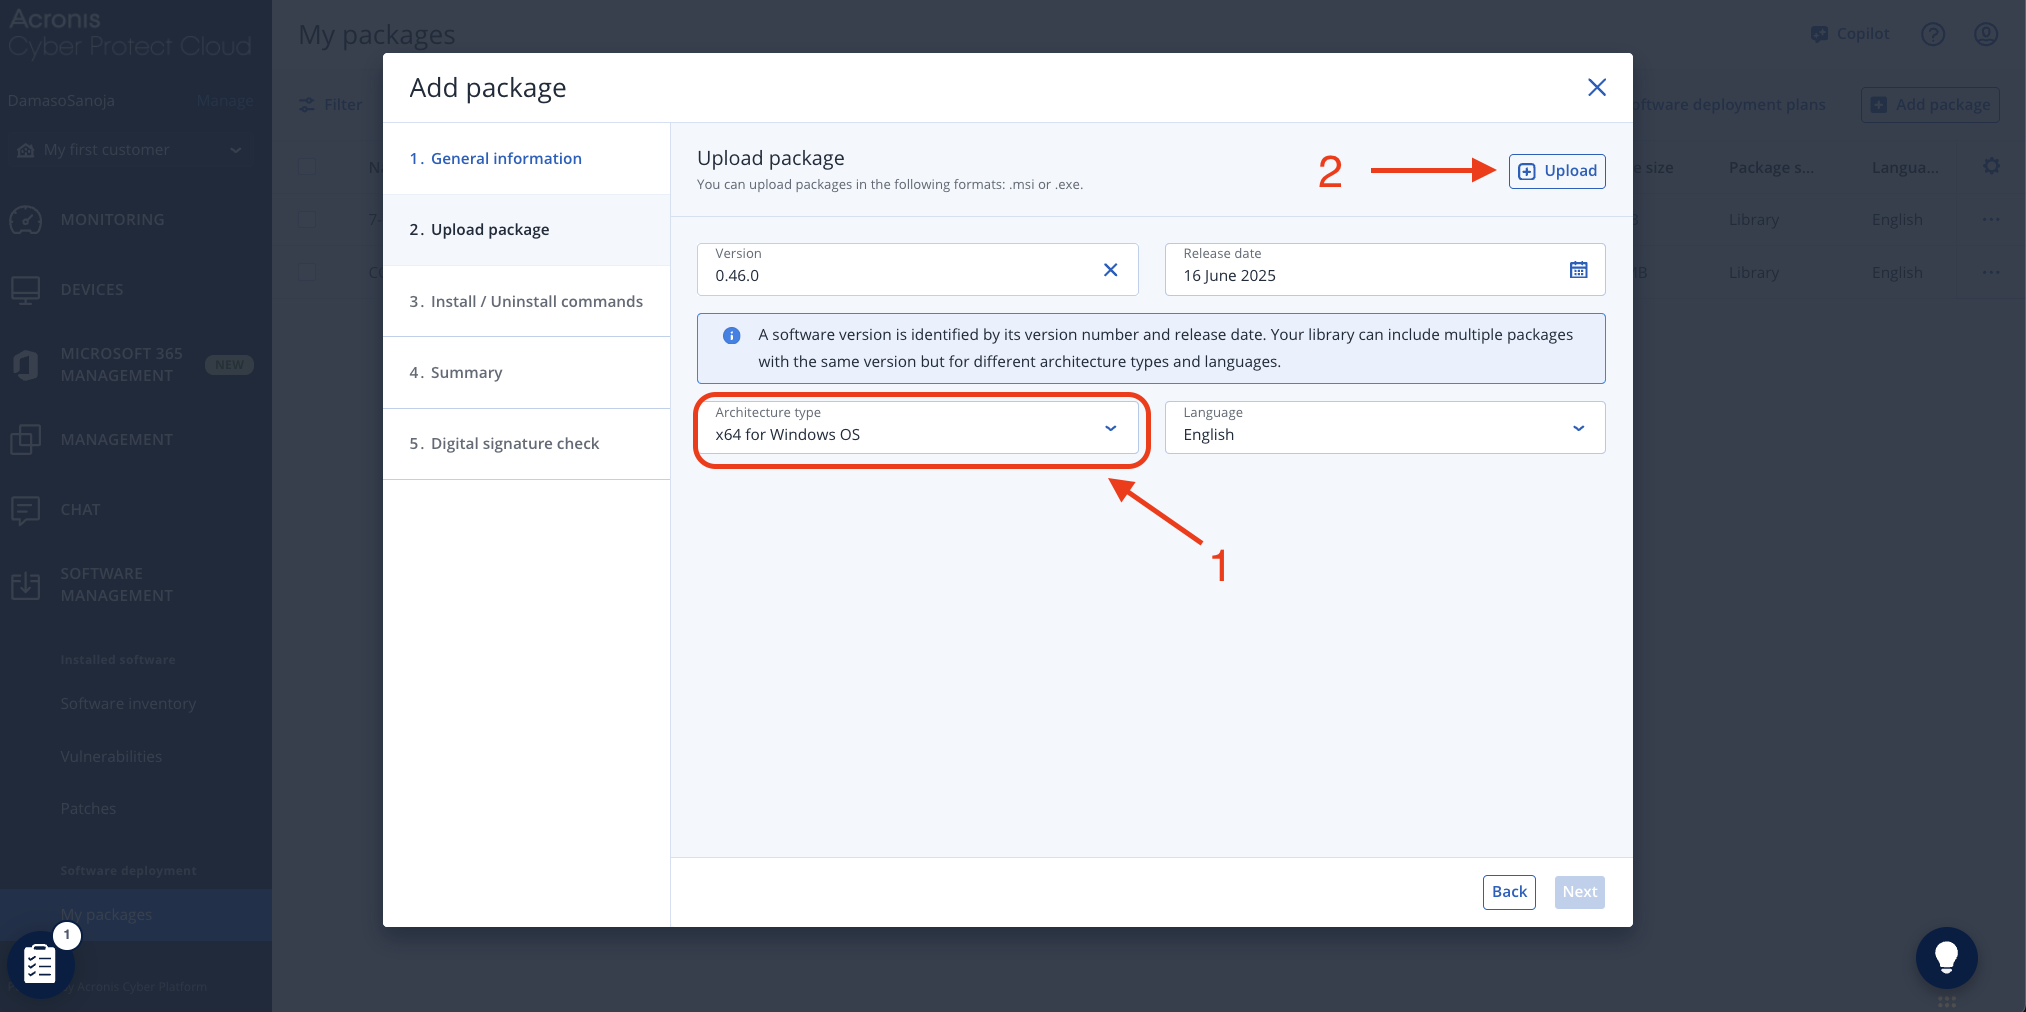 Acronis
Cyber Protect Cloud
My packages
Copilot
DamasoSanoja
Manage
Filter
oftware deployment plans
Add package
My first customer
e size
Package s...
Langua...
MONITORING
7-
Library
English
DEVICES
Library
English
MICROSOFT 365
MANAGEMENT
NEW
MANAGEMENT
CHAT
SOFTWARE
MANAGEMENT
Installed software
Software inventory
Vulnerabilities
Patches
Software deployment
My packages
1
Acronis Cyber Platform
Add package
1. General information
2. Upload package
3. Install / Uninstall commands
4. Summary
5. Digital signature check
Upload package
You can upload packages in the following formats: .msi or .exe.
2
Upload
Version
0.46.0
Release date
16 June 2025
A software version is identified by its version number and release date. Your library can include multiple packages
with the same version but for different architecture types and languages.
Architecture type
x64 for Windows OS
Language
English
1
Back
Next